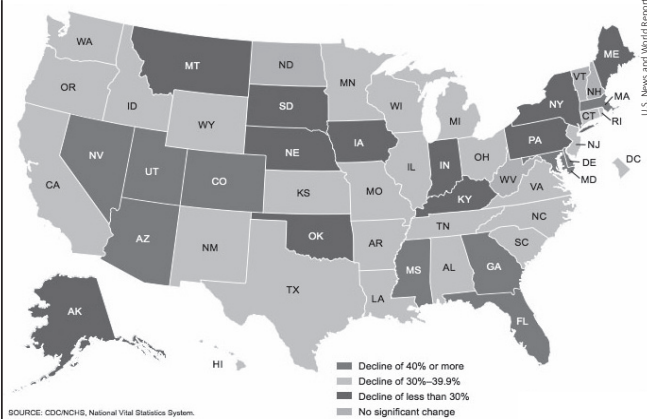 WA
MT
ND
MN
ME
VT
NH
OR
ID
SD
WI
NY
MA
WY
MI
CT
RI
NE
IA
PA
NJ
NV
UT
CO
IL
IN
OH
DE
DC
MD
CA
KS
MO
KY
WV
VA
NC
AZ
NM
OK
AR
TN
SC
MS
AL
GA
TX
LA
FL
AK
HI
Decline of 40% or more
Decline of 30%–39.9%
Decline of less than 30%
No significant change
SOURCE: CDC/NCHS, National Vital Statistics System.
U.S. News and World Report